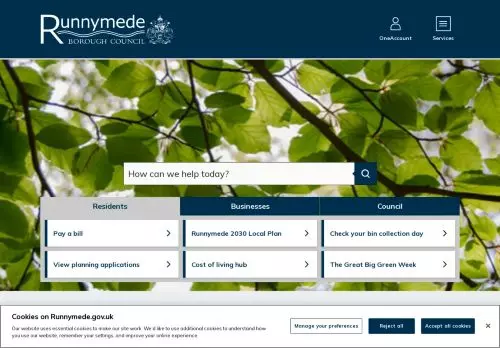 Runnymede
BOROUGH COUNCIL
OneAccount
Services
How can we help today?
Residents
Businesses
Council
Pay a bill
Runnymede 2030 Local Plan
Check your bin collection day
View planning applications
Cost of living hub
The Great Big Green Week
Cookies on Runnymede.gov.uk
Our website uses essential cookies to make our site work. We'd like to use additional cookies to understand how
you use our website, remember your settings, and improve your online experience.
Manage your preferences
Reject all
Accept all cookies